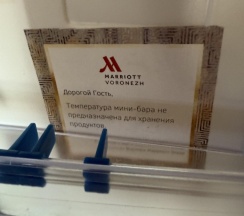 MARRIOTT
VORONEZH
Дорогой Гость,
Температура мини-бара не
предназначена для хранения
продуктов